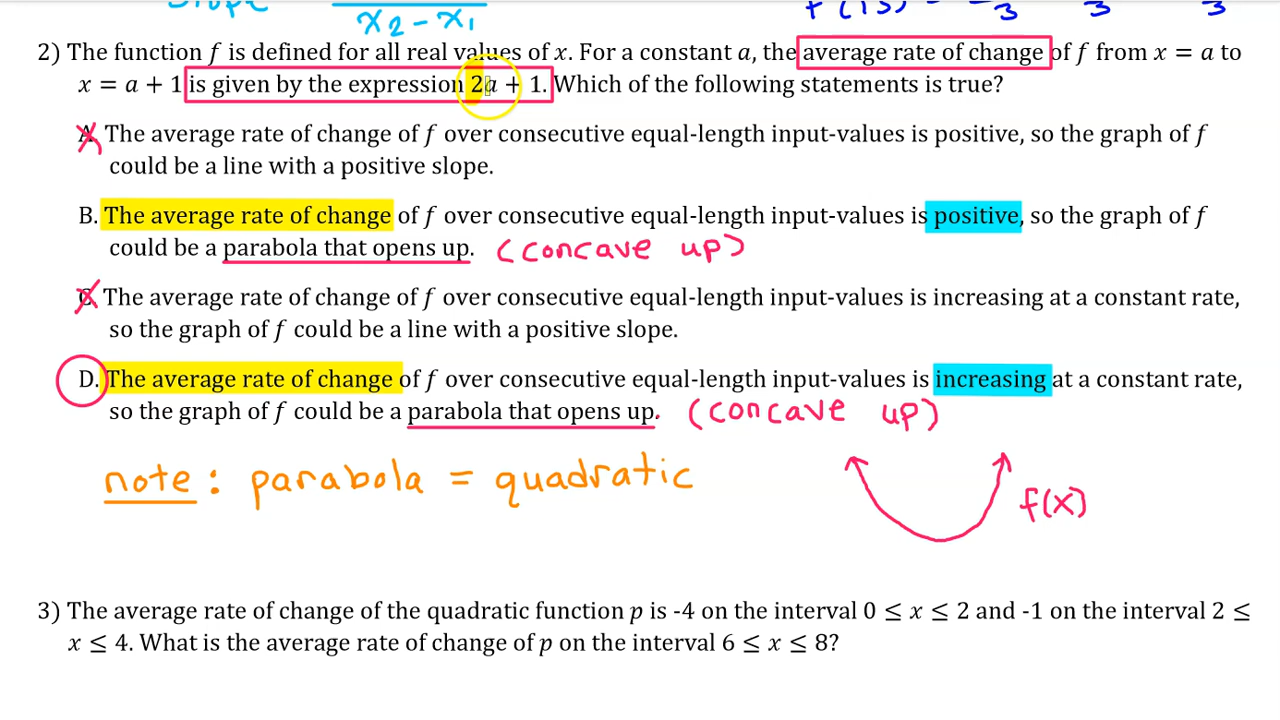 Slope x₂ - x₁ f(15) = -3 3 3
2) The function f is defined for all real values of x. For a constant a, the average rate of change of f from x = a to
x = a + 1 is given by the expression 2a + 1. Which of the following statements is true?
A. The average rate of change of f over consecutive equal-length input-values is positive, so the graph of f
could be a line with a positive slope.
B. The average rate of change of f over consecutive equal-length input-values is positive, so the graph of f
could be a parabola that opens up. (concave up)
C. The average rate of change of f over consecutive equal-length input-values is increasing at a constant rate,
so the graph of f could be a line with a positive slope.
D. The average rate of change of f over consecutive equal-length input-values is increasing at a constant rate,
so the graph of f could be a parabola that opens up. (concave up)
note: parabola = quadratic
f(x)
3) The average rate of change of the quadratic function p is -4 on the interval 0 ≤ x ≤ 2 and -1 on the interval 2 ≤
x ≤ 4. What is the average rate of change of p on the interval 6 ≤ x ≤ 8?